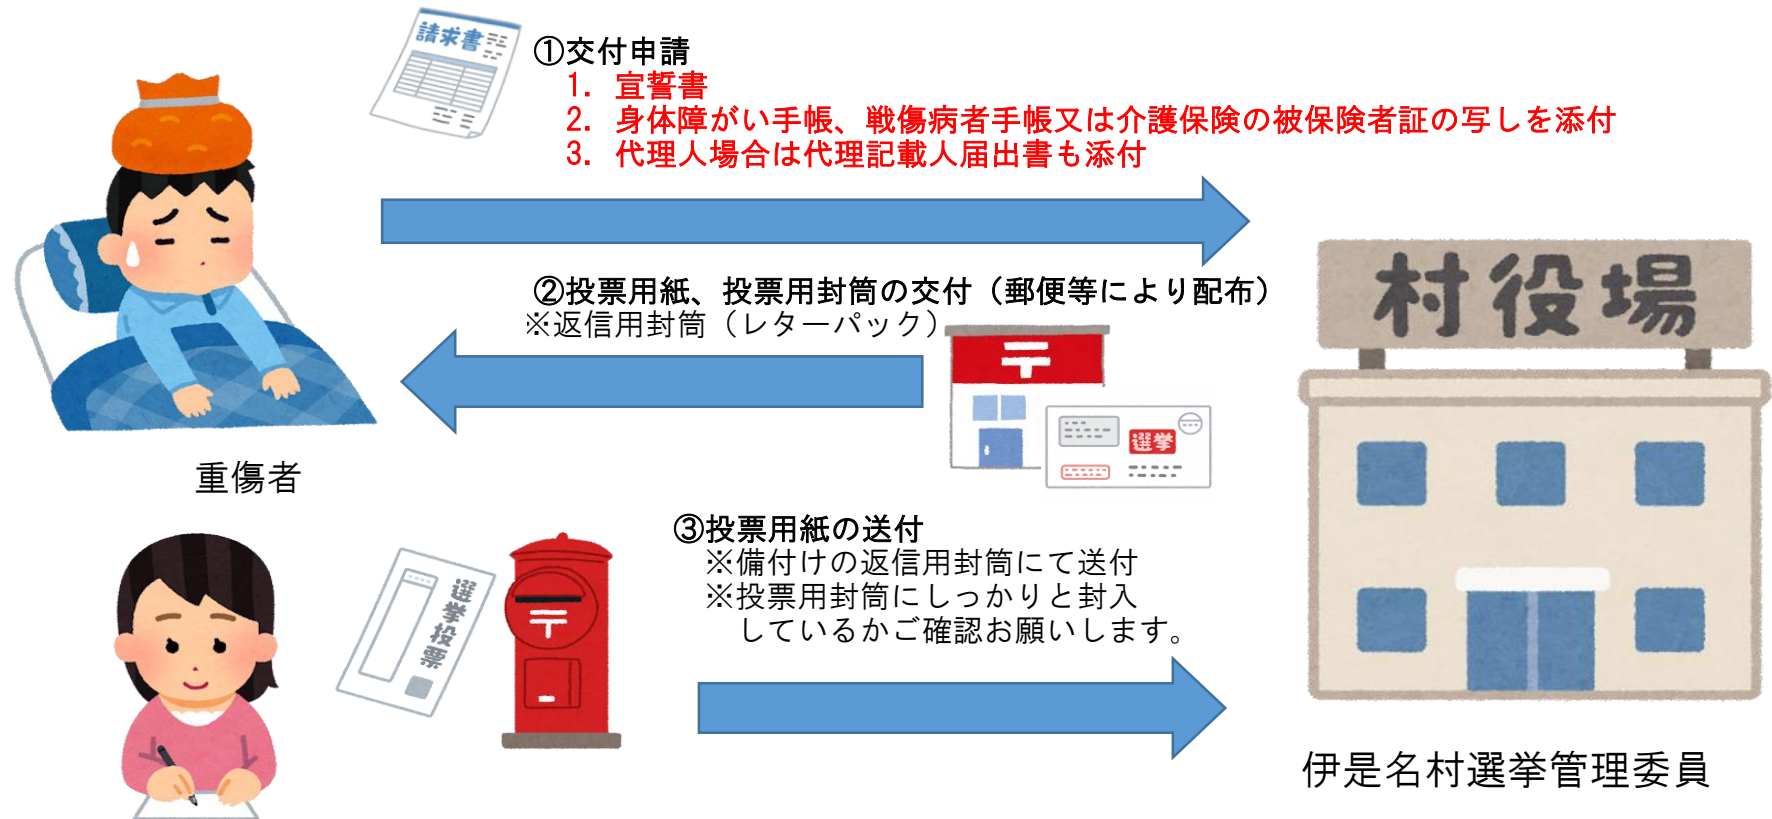 請求書
①交付申請
1. 宣誓書
2. 身体障がい手帳、戦傷病者手帳又は介護保険の被保険者証の写しを添付
3. 代理人場合は代理記載人届出書も添付
②投票用紙、投票用封筒の交付（郵便等により配布）
※返信用封筒（レターパック）
村役場
〒
選挙
重傷者
③投票用紙の送付
※備付けの返信用封筒にて送付
※投票用封筒にしっかりと封入
しているかご確認お願いします。
選挙投票
〒
伊是名村選挙管理委員